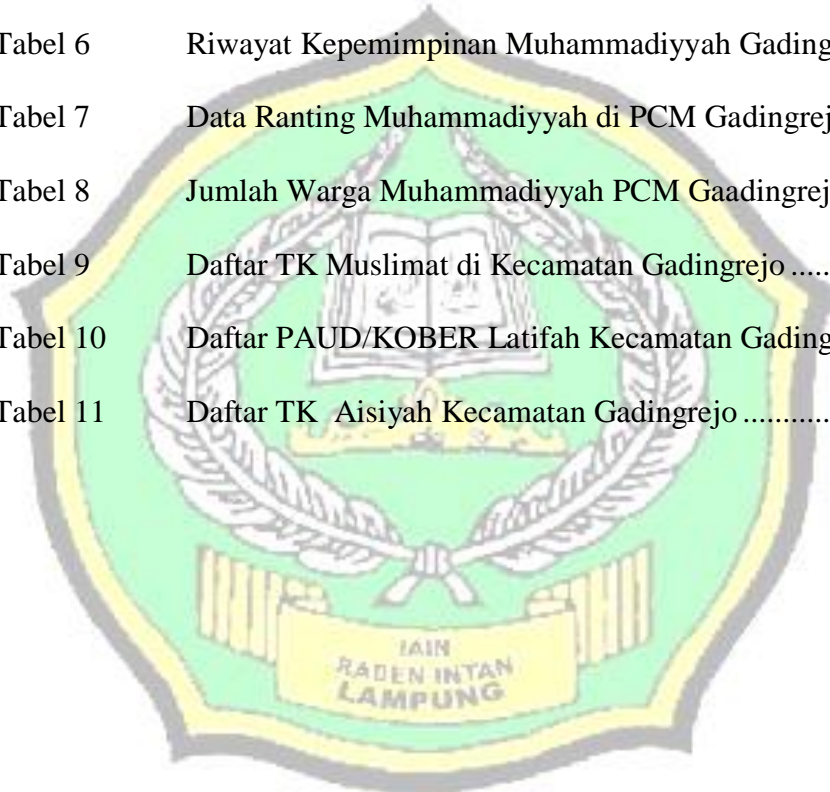 Tabel 6 Riwayat Kepemimpinan Muhammadiyyah Gading
Tabel 7 Data Ranting Muhammadiyyah di PCM Gadingrej
Tabel 8 Jumlah Warga Muhammadiyyah PCM Gaadingrej
Tabel 9 Daftar TK Muslimat di Kecamatan Gadingrejo .....
Tabel 10 Daftar PAUD/KOBER Latifah Kecamatan Gading
Tabel 11 Daftar TK Aisiyah Kecamatan Gadingrejo ...........
IAIN
RADEN INTAN
LAMPUNG